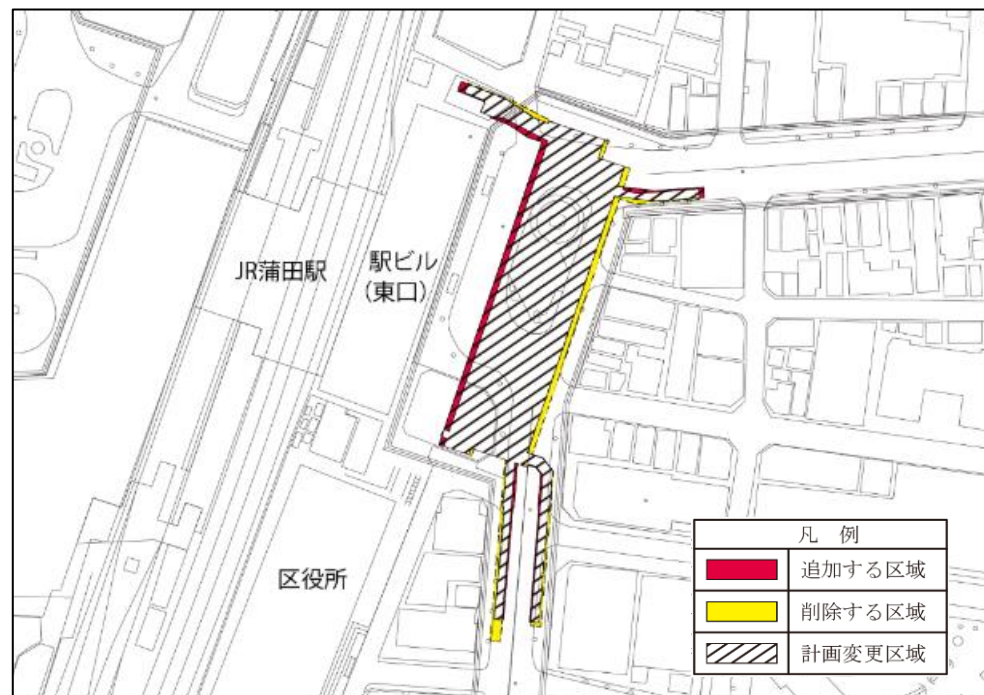 JR蒲田駅
駅ビル
(東口)
区役所
凡 例
追加する区域
削除する区域
計画変更区域